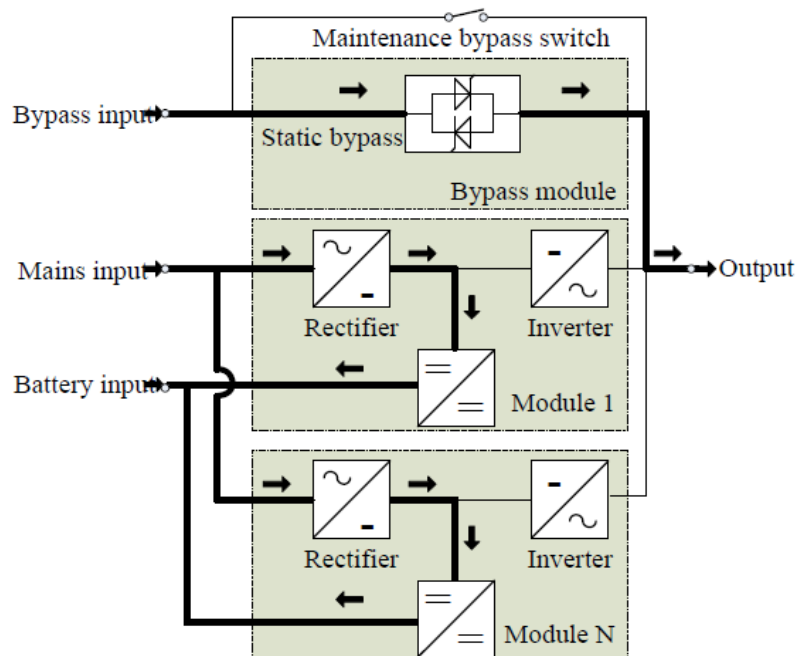 Maintenance bypass switch
Bypass input
Static bypass
Bypass module
Mains input
Rectifier
Inverter
Output
Battery input
Module 1
Rectifier
Inverter
Module N